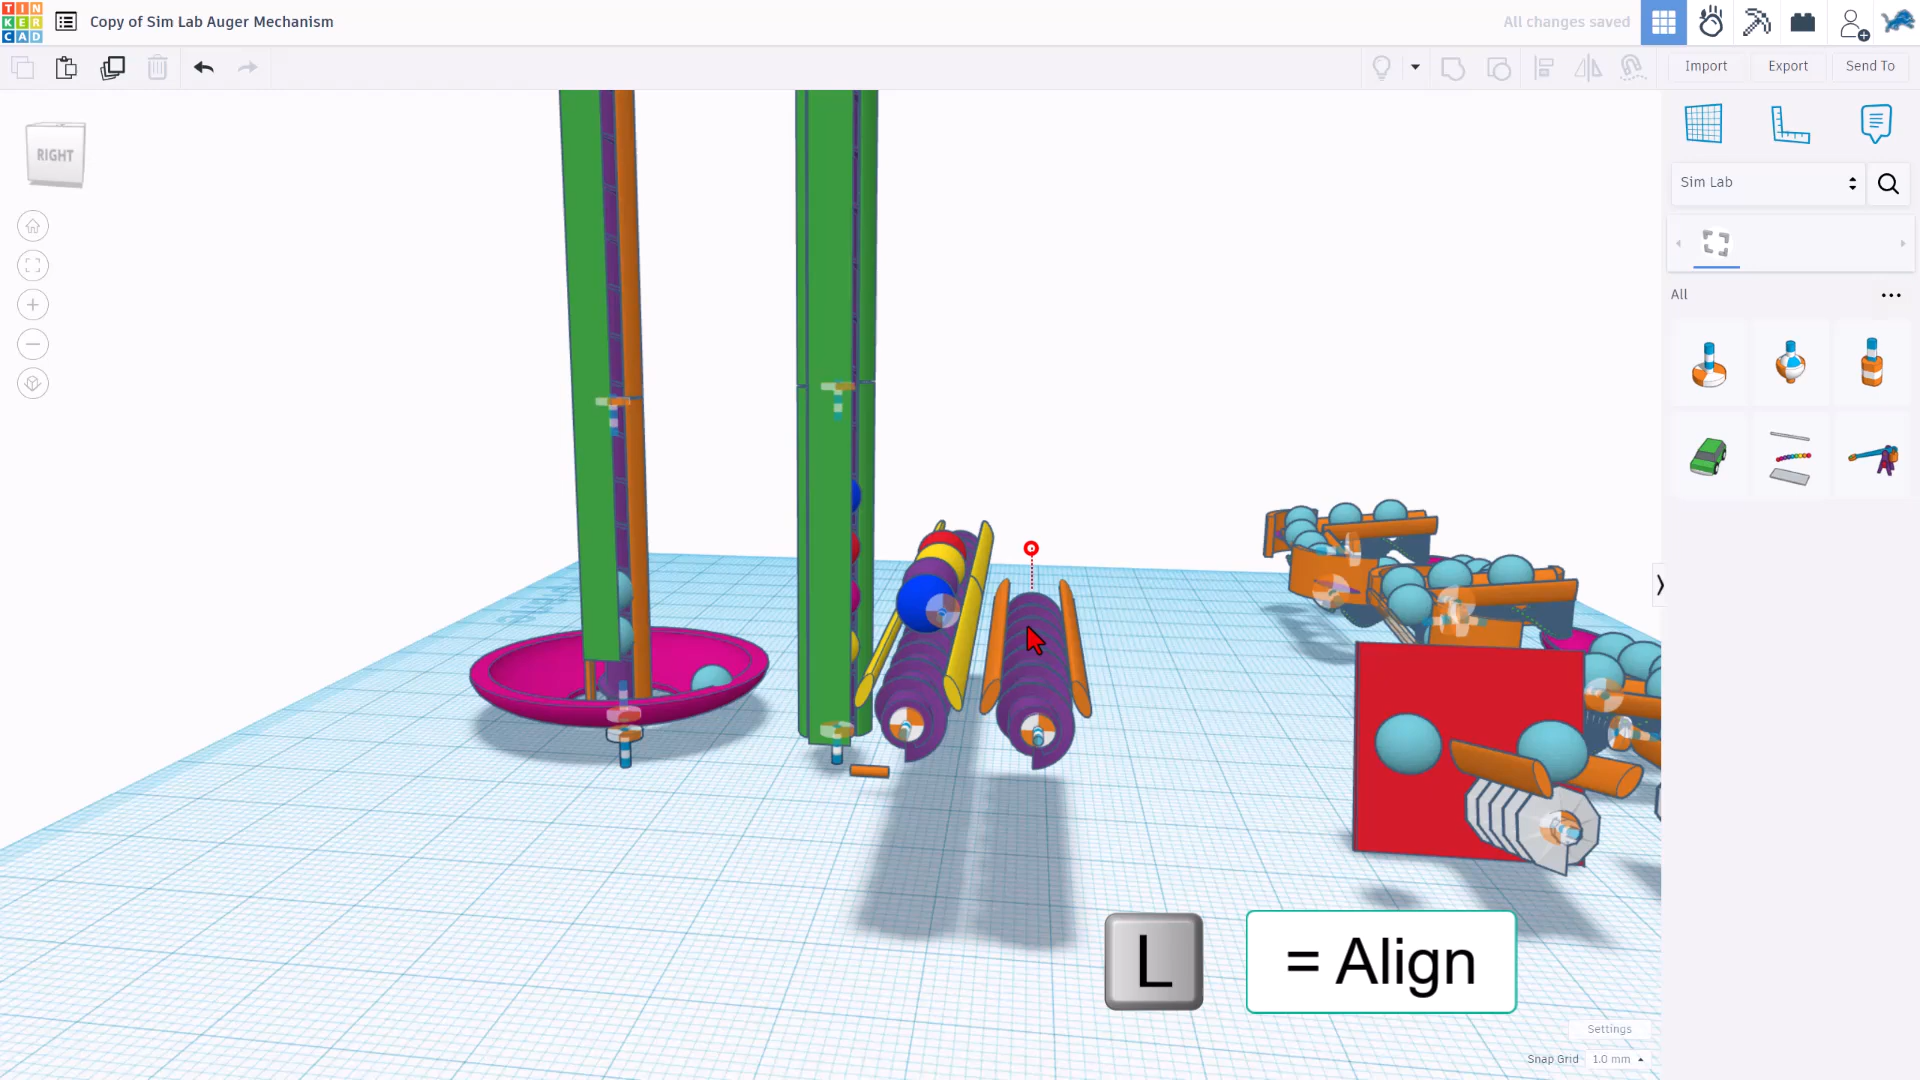 TIN
KER
CAD
Copy of Sim Lab Auger Mechanism
All changes saved
Import
Export
Send To
RIGHT
Sim Lab
All
L
= Align
Settings
Snap Grid
1.0 mm